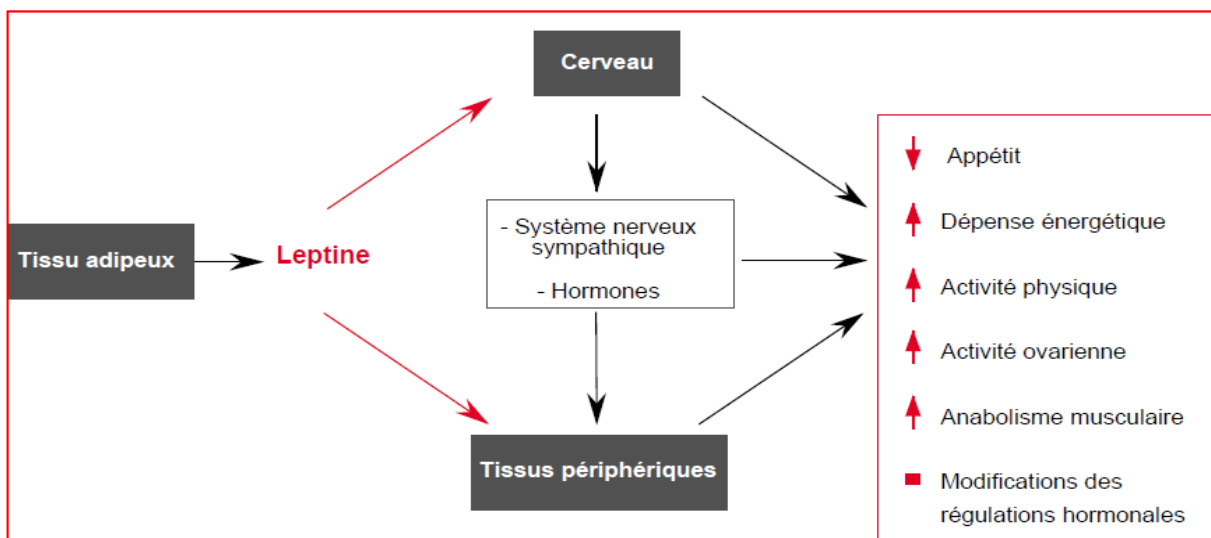 Cerveau
Tissu adipeux
Leptine
- Système nerveux
sympathique
- Hormones
Tissus périphériques
Appétit
Dépense énergétique
Activité physique
Activité ovarienne
Anabolisme musculaire
Modifications des
régulations hormonales